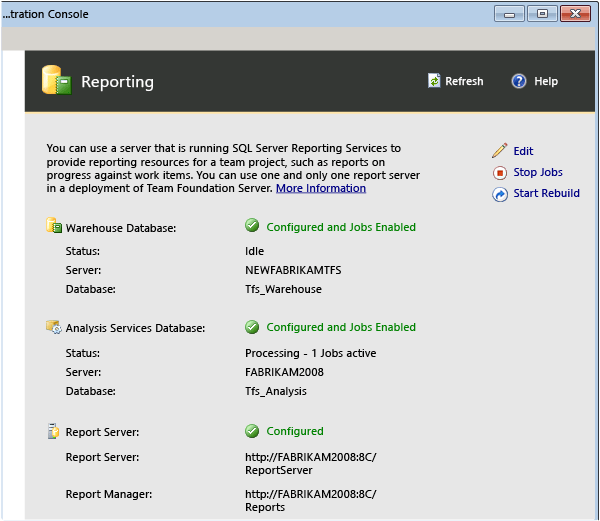 ...tration Console
Reporting
Refresh
Help
You can use a server that is running SQL Server Reporting Services to
provide reporting resources for a team project, such as reports on
progress against work items. You can use one and only one report server
in a deployment of Team Foundation Server. More Information
Edit
Stop Jobs
Start Rebuild
Warehouse Database: Configured and Jobs Enabled
Status: Idle
Server: NEWFABRIKAMTFS
Database: Tfs_Warehouse
Analysis Services Database: Configured and Jobs Enabled
Status: Processing - 1 Jobs active
Server: FABRIKAM2008
Database: Tfs_Analysis
Report Server: Configured
Report Server: http://FABRIKAM2008:8C/
ReportServer
Report Manager: http://FABRIKAM2008:8C/
Reports